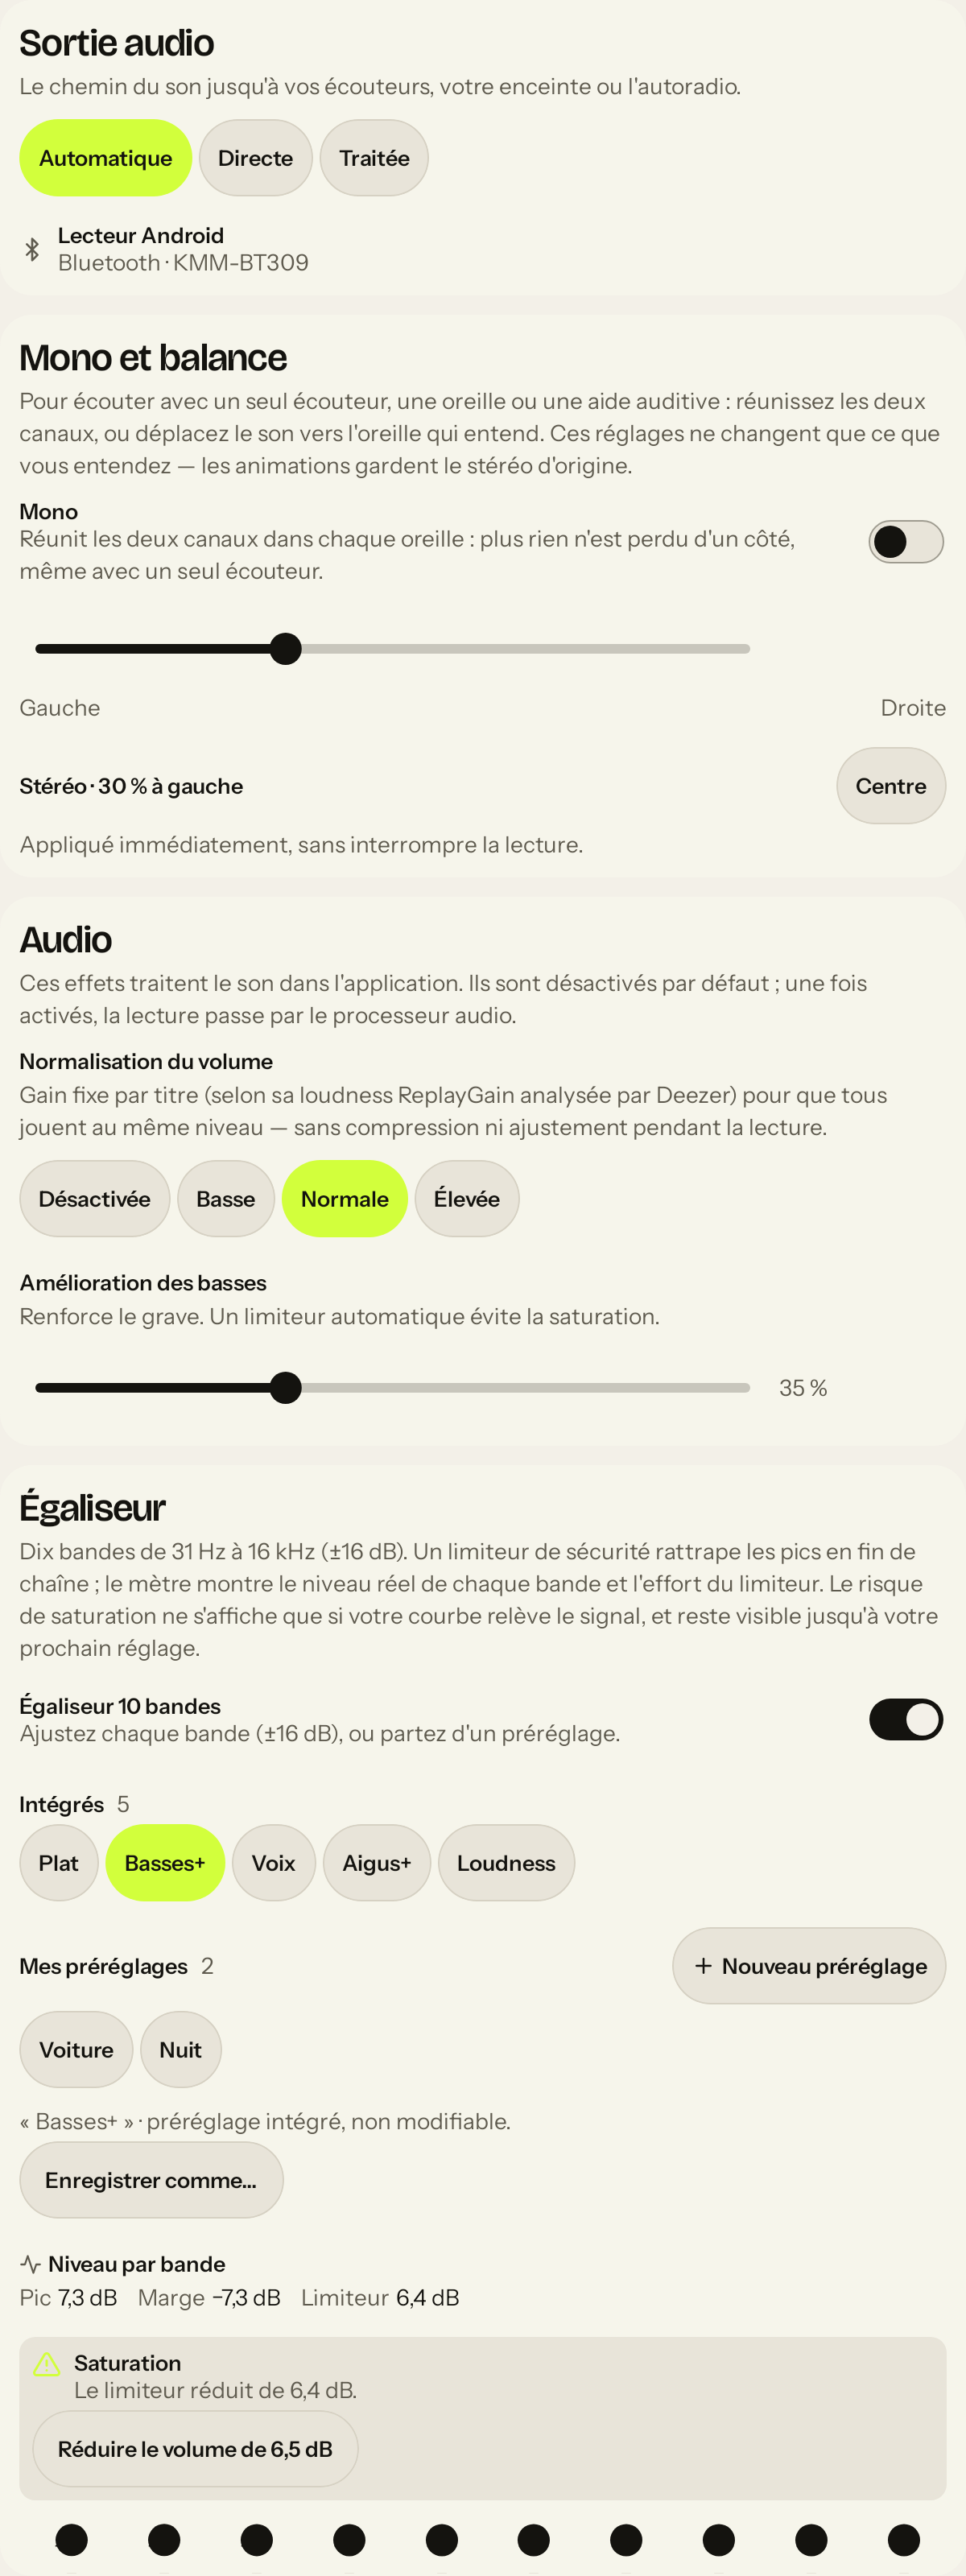 Sortie audio
Le chemin du son jusqu'à vos écouteurs, votre enceinte ou l'autoradio.
Automatique Directe Traitée
Lecteur Android
Bluetooth · KMM-BT309
Mono et balance
Pour écouter avec un seul écouteur, une oreille ou une aide auditive : réunissez les deux
canaux, ou déplacez le son vers l'oreille qui entend. Ces réglages ne changent que ce que
vous entendez — les animations gardent le stéréo d'origine.
Mono
Réunit les deux canaux dans chaque oreille : plus rien n'est perdu d'un côté,
même avec un seul écouteur.
Gauche Droite
Stéréo · 30 % à gauche Centre
Appliqué immédiatement, sans interrompre la lecture.
Audio
Ces effets traitent le son dans l'application. Ils sont désactivés par défaut ; une fois
activés, la lecture passe par le processeur audio.
Normalisation du volume
Gain fixe par titre (selon sa loudness ReplayGain analysée par Deezer) pour que tous
jouent au même niveau — sans compression ni ajustement pendant la lecture.
Désactivée Basse Normale Élevée
Amélioration des basses
Renforce le grave. Un limiteur automatique évite la saturation.
35 %
Égaliseur
Dix bandes de 31 Hz à 16 kHz (±16 dB). Un limiteur de sécurité rattrape les pics en fin de
chaîne ; le mètre montre le niveau réel de chaque bande et l'effort du limiteur. Le risque
de saturation ne s'affiche que si votre courbe relève le signal, et reste visible jusqu'à votre
prochain réglage.
Égaliseur 10 bandes
Ajustez chaque bande (±16 dB), ou partez d'un préréglage.
Intégrés 5
Plat Basses+ Voix Aigus+ Loudness
Mes préréglages 2 + Nouveau préréglage
Voiture Nuit
« Basses+ » · préréglage intégré, non modifiable.
Enregistrer comme…
Niveau par bande
Pic 7,3 dB Marge −7,3 dB Limiteur 6,4 dB
Saturation
Le limiteur réduit de 6,4 dB.
Réduire le volume de 6,5 dB